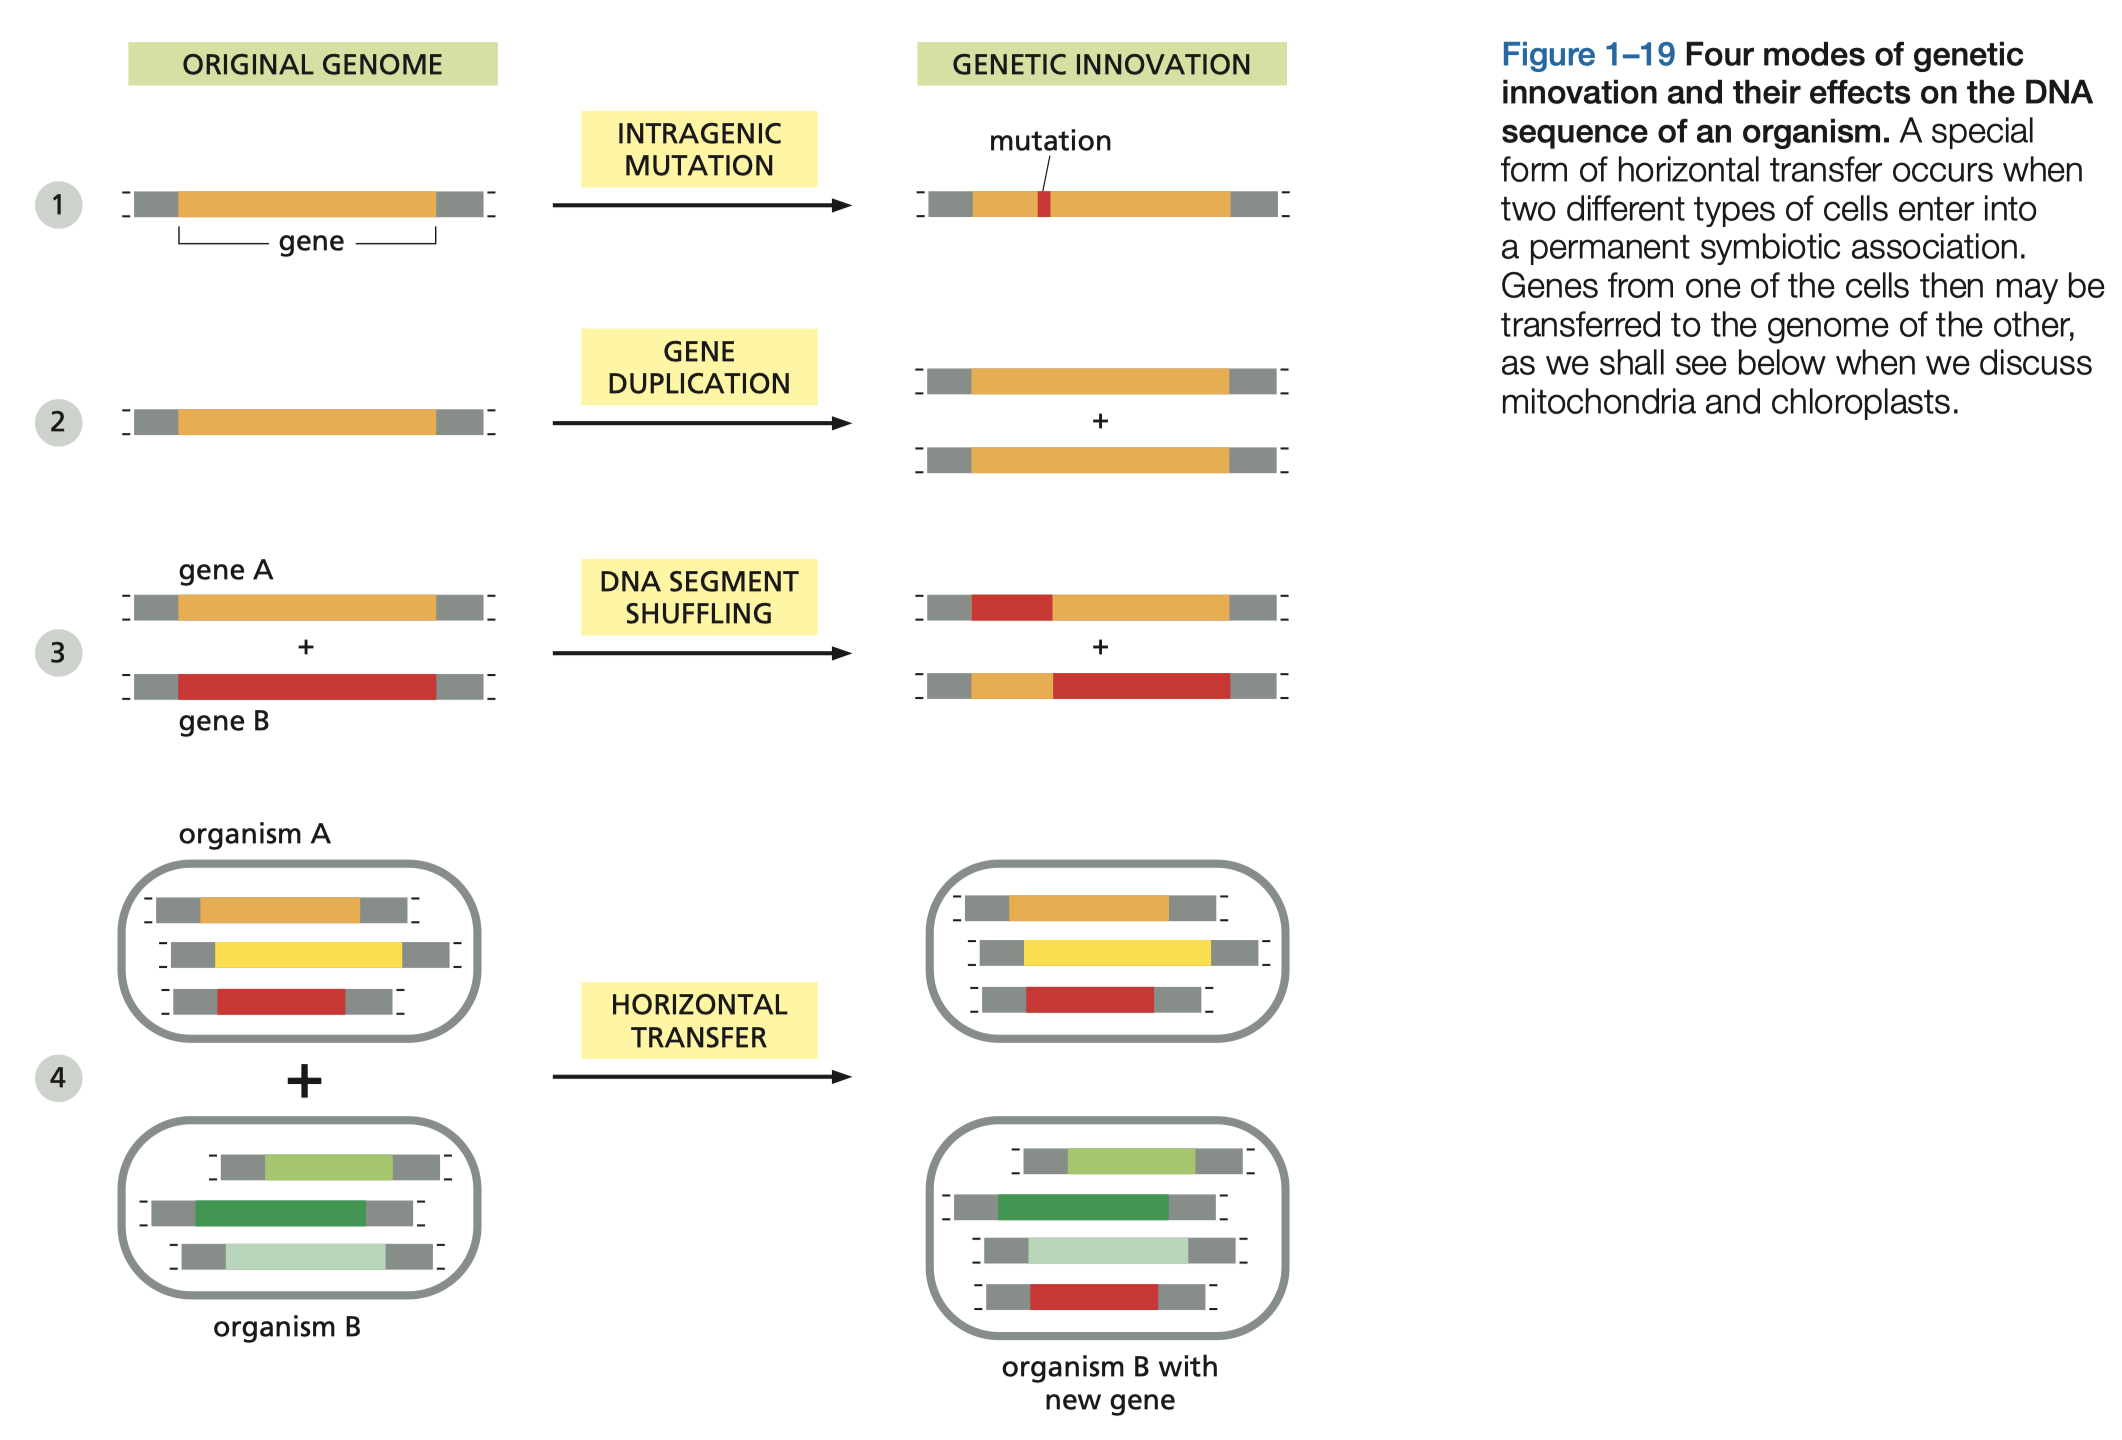 ORIGINAL GENOME
GENETIC INNOVATION
INTRAGENIC
MUTATION
mutation
1
gene
GENE
DUPLICATION
2
+
gene A
DNA SEGMENT
SHUFFLING
+
+
3
gene B
organism A
HORIZONTAL
TRANSFER
4
+
organism B
organism B with
new gene
Figure 1–19 Four modes of genetic
innovation and their effects on the DNA
sequence of an organism. A special
form of horizontal transfer occurs when
two different types of cells enter into
a permanent symbiotic association.
Genes from one of the cells then may be
transferred to the genome of the other,
as we shall see below when we discuss
mitochondria and chloroplasts.